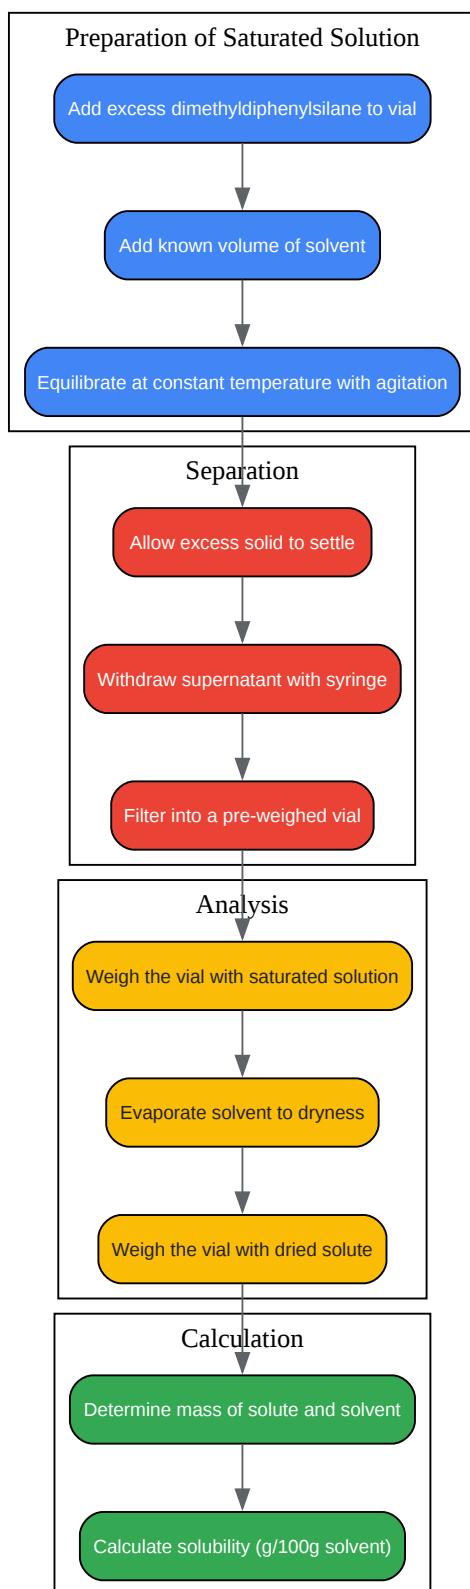 Preparation of Saturated Solution
Add excess dimethyldiphenylsilane to vial
Add known volume of solvent
Equilibrate at constant temperature with agitation
Separation
Allow excess solid to settle
Withdraw supernatant with syringe
Filter into a pre-weighed vial
Analysis
Weigh the vial with saturated solution
Evaporate solvent to dryness
Weigh the vial with dried solute
Calculation
Determine mass of solute and solvent
Calculate solubility (g/100g solvent)